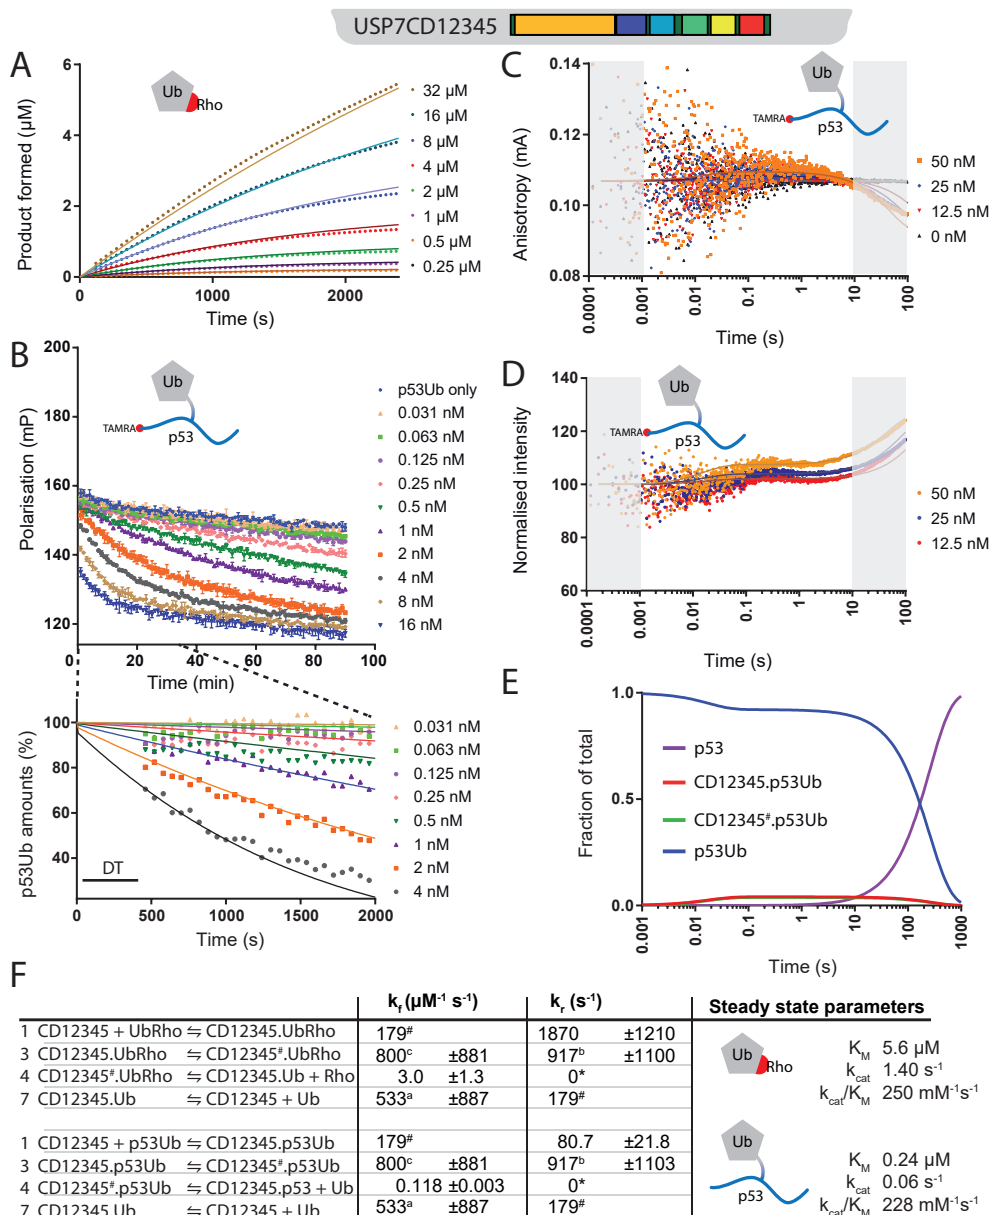 USP7CD12345
A
Product formed (µM)
6
4
2
0
Ub
Rho
32 µM
16 µM
8 µM
4 µM
2 µM
1 µM
0.5 µM
0.25 µM
0
1000
2000
Time (s)
B
Polarisation (mP)
200
180
160
140
120
Ub
TAMRA
p53
p53Ub only
0.031 nM
0.063 nM
0.125 nM
0.25 nM
0.5 nM
1 nM
2 nM
4 nM
8 nM
16 nM
0
20
40
60
80
100
Time (min)
p53Ub amounts (%)
100
80
60
40
DT
0.031 nM
0.063 nM
0.125 nM
0.25 nM
0.5 nM
1 nM
2 nM
4 nM
0
500
1000
1500
2000
Time (s)
C
Anisotropy (mA)
0.14
0.12
0.10
0.08
Ub
TAMRA
p53
50 nM
25 nM
12.5 nM
0 nM
0.0001
0.001
0.01
0.1
1
10
100
Time (s)
D
Normalised intensity
140
120
100
80
60
Ub
TAMRA
p53
50 nM
25 nM
12.5 nM
0.0001
0.001
0.01
0.1
1
10
100
Time (s)
E
Fraction of total
1.0
0.5
0.0
p53
CD12345.p53Ub
CD12345#.p53Ub
p53Ub
0.001
0.01
0.1
1
10
100
1000
Time (s)
F
kf (µM-1 s-1) kr (s-1)
1 CD12345 + UbRho ⇋ CD12345.UbRho 179# 1870 ±1210
3 CD12345.UbRho ⇋ CD12345#.UbRho 800c ±881 917b ±1100
4 CD12345#.UbRho ⇋ CD12345.Ub + Rho 3.0 ±1.3 0*
7 CD12345.Ub ⇋ CD12345 + Ub 533a ±887 179#
1 CD12345 + p53Ub ⇋ CD12345.p53Ub 179# 80.7 ±21.8
3 CD12345.p53Ub ⇋ CD12345#.p53Ub 800c ±881 917b ±1103
4 CD12345#.p53Ub ⇋ CD12345.p53 + Ub 0.118 ±0.003 0*
7 CD12345.Ub ⇋ CD12345 + Ub 533a ±887 179#
Steady state parameters
Ub
Rho
KM 5.6 µM
kcat 1.40 s-1
kcat/KM 250 mM-1s-1
Ub
p53
KM 0.24 µM
kcat 0.06 s-1
kcat/KM 228 mM-1s-1